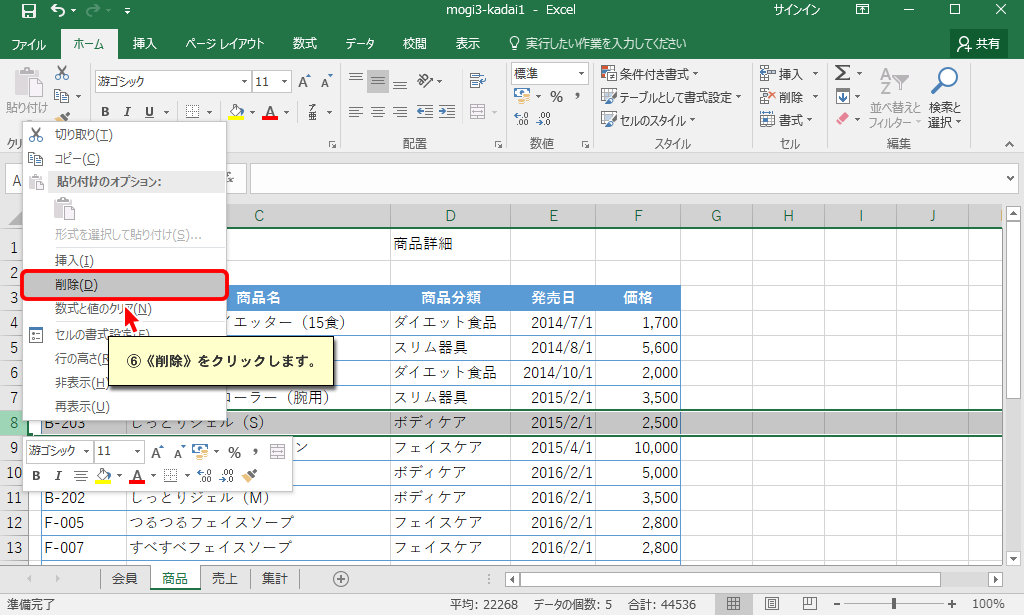 mogi3-kadai1 - Excel サインイン
ファイル ホーム 挿入 ページ レイアウト 数式 データ 校閲 表示 実行したい作業を入力してください 共有
貼り付け 游ゴシック 11 標準 条件付き書式 挿入 Σ
B I U % , テーブルとして書式設定 削除 並べ替えと フィルター 検索と 選択
セルのスタイル 書式
クリ 配置 数値 スタイル セル 編集
A fx
切り取り(T)
コピー(C)
貼り付けのオプション:
形式を選択して貼り付け(S)...
挿入(I)
削除(D)
数式と値のクリア(N)
セルの書式設定(F)
行の高さ(R
非表示(H)
再表示(U)
⑥《削除》をクリックします。
C D E F G H I J
1 商品詳細
2
3 商品名 商品分類 発売日 価格
4 イエッター（15食） ダイエット食品 2014/7/1 1,700
5 スリム器具 2014/8/1 5,600
6 ダイエット食品 2014/10/1 2,000
7 ローラー（腕用） スリム器具 2015/2/1 3,500
8 B-203 しっとりジェル（S） ボディケア 2015/2/1 2,500
9 ン フェイスケア 2015/4/1 10,000
10 ボディケア 2016/2/1 5,000
11 B-202 しっとりジェル（M） ボディケア 2016/2/1 3,500
12 F-005 つるつるフェイスソープ フェイスケア 2016/2/1 2,800
13 F-007 すべすべフェイスソープ フェイスケア 2016/2/1 2,800
游ゴシック 11 A A % ,
B I A
会員 商品 売上 集計
準備完了 平均: 22268 データの個数: 5 合計: 44536 100%